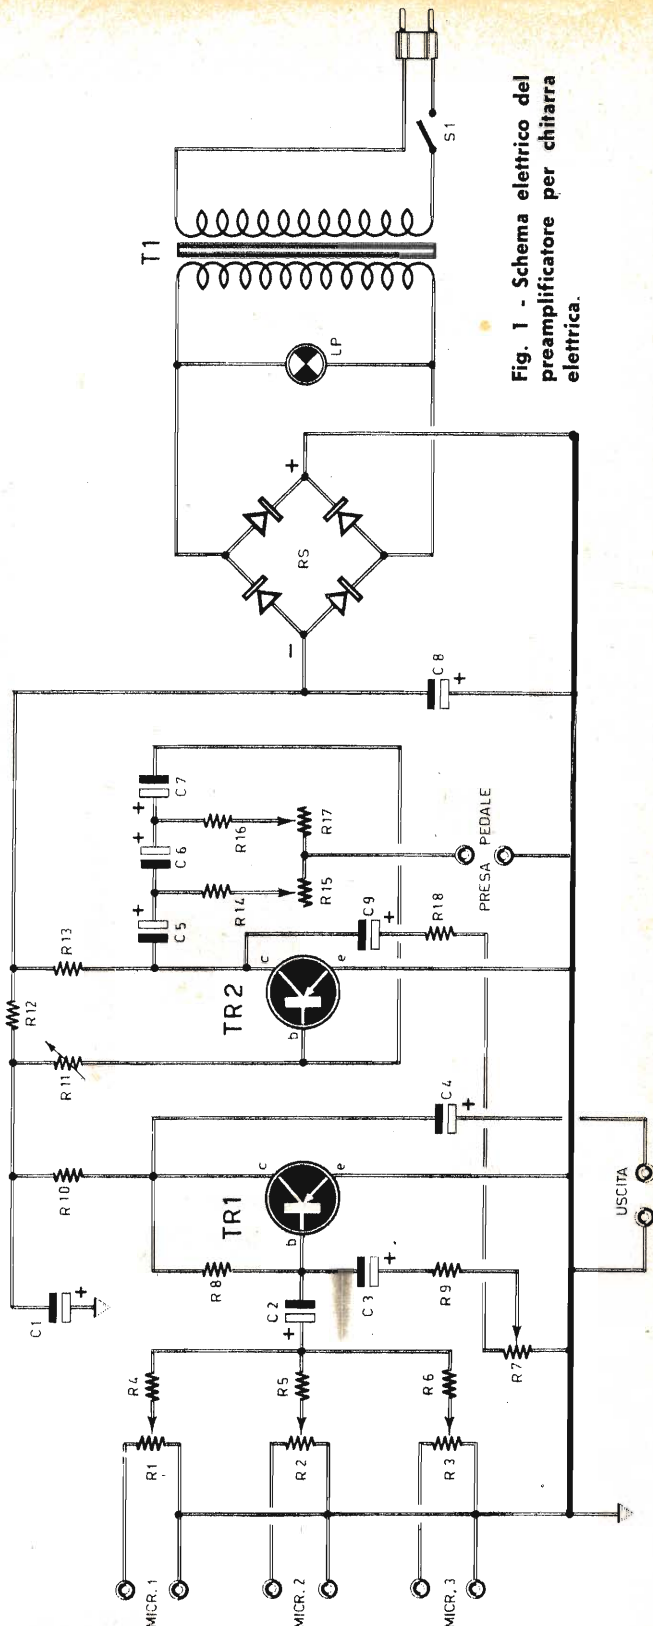 Fig. 1 - Schema elettrico del
preamplificatore per chitarra
elettrica.
S1
T1
LP
+
RS
−
C8
+
C7
+
R16
R17
C6
+
R14
R15
C5
+
PRESA PEDALE
R13
R12
R11
TR2
c
b
e
C9
+
R18
R10
TR1
c
b
e
C4
+
USCITA
R8
C2
+
C3
+
R9
R7
C1
+
R4
R5
R6
R1
R2
R3
MICR. 1
MICR. 2
MICR. 3